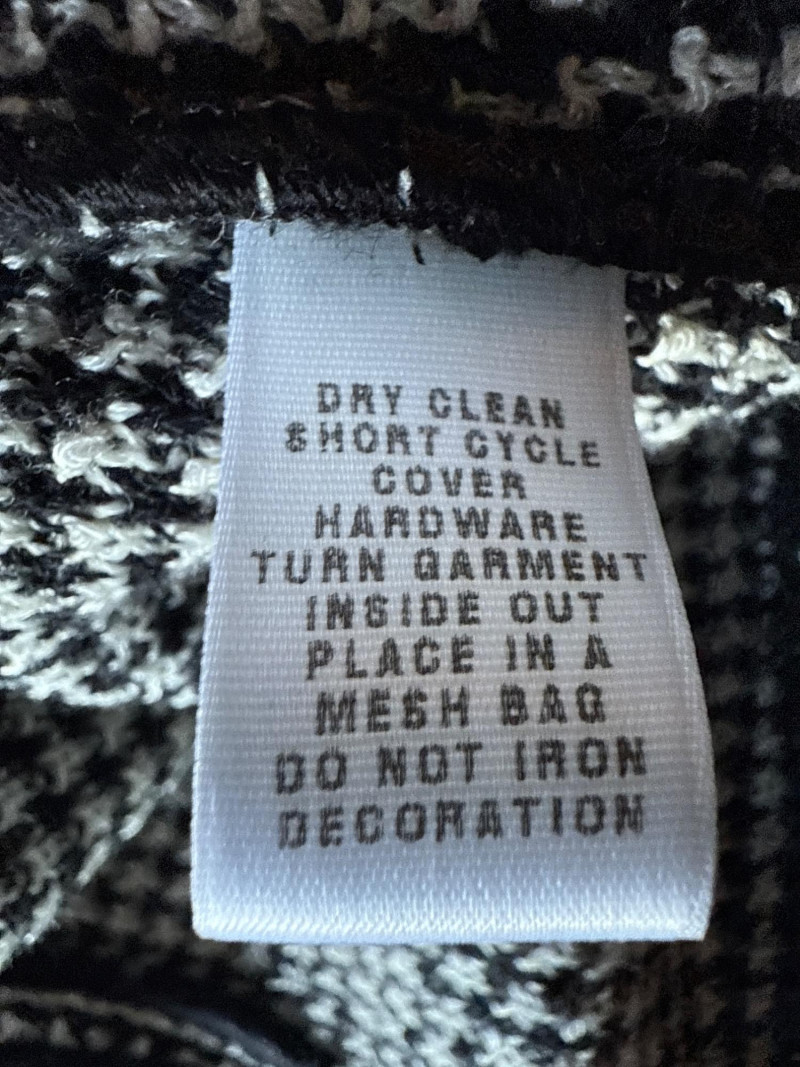 DRY CLEAN
SHORT CYCLE
COVER
HARDWARE
TURN GARMENT
INSIDE OUT
PLACE IN A
MESH BAG
DO NOT IRON
DECORATION